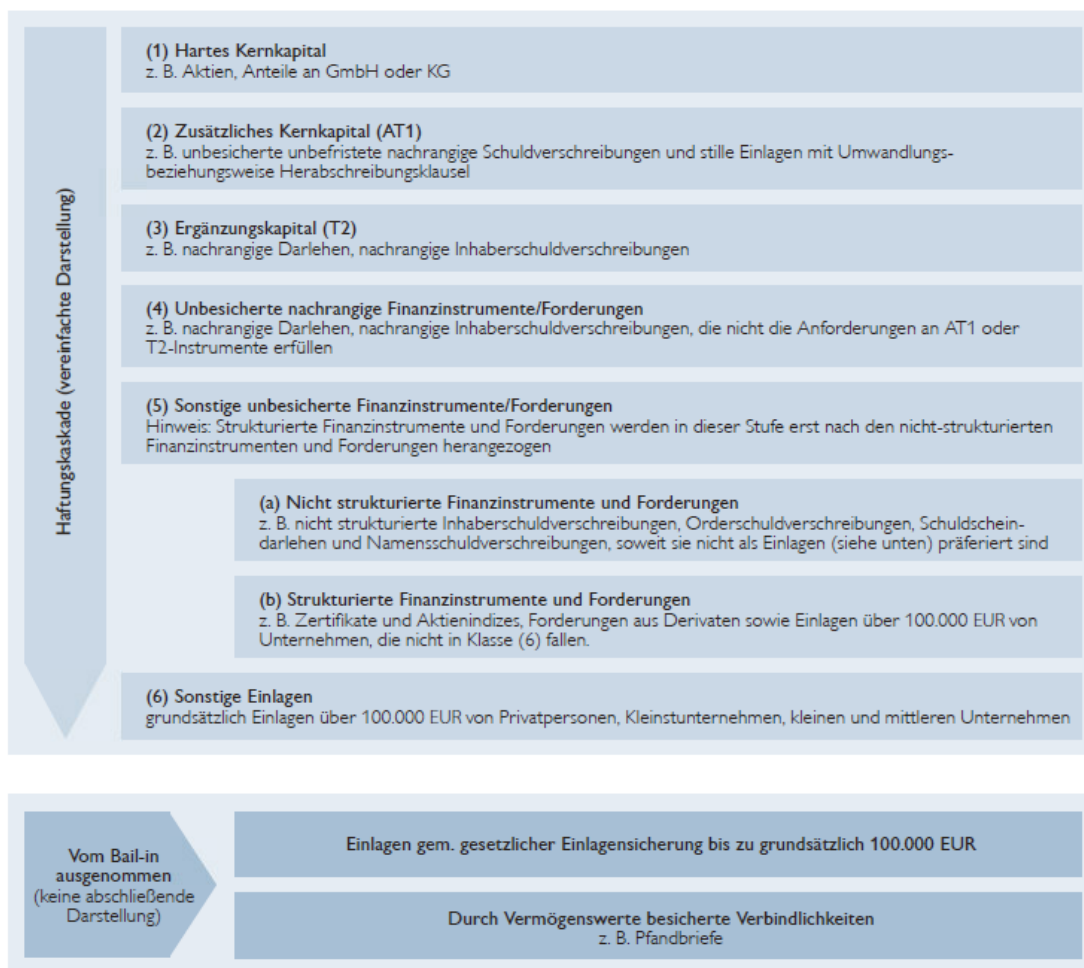 Haftungskaskade (vereinfachte Darstellung)
(1) Hartes Kernkapital
z. B. Aktien, Anteile an GmbH oder KG
(2) Zusätzliches Kernkapital (AT1)
z. B. unbesicherte unbefristete nachrangige Schuldverschreibungen und stille Einlagen mit Umwandlungs-
beziehungsweise Herabschreibungsklausel
(3) Ergänzungskapital (T2)
z. B. nachrangige Darlehen, nachrangige Inhaberschuldverschreibungen
(4) Unbesicherte nachrangige Finanzinstrumente/Forderungen
z. B. nachrangige Darlehen, nachrangige Inhaberschuldverschreibungen, die nicht die Anforderungen an AT1 oder
T2-Instrumente erfüllen
(5) Sonstige unbesicherte Finanzinstrumente/Forderungen
Hinweis: Strukturierte Finanzinstrumente und Forderungen werden in dieser Stufe erst nach den nicht-strukturierten
Finanzinstrumenten und Forderungen herangezogen
(a) Nicht strukturierte Finanzinstrumente und Forderungen
z. B. nicht strukturierte Inhaberschuldverschreibungen, Orderschuldverschreibungen, Schuldschein-
darlehen und Namensschuldverschreibungen, soweit sie nicht als Einlagen (siehe unten) präferiert sind
(b) Strukturierte Finanzinstrumente und Forderungen
z. B. Zertifikate und Aktienindizes, Forderungen aus Derivaten sowie Einlagen über 100.000 EUR von
Unternehmen, die nicht in Klasse (6) fallen.
(6) Sonstige Einlagen
grundsätzlich Einlagen über 100.000 EUR von Privatpersonen, Kleinstunternehmen, kleinen und mittleren Unternehmen
Vom Bail-in
ausgenommen
(keine abschließende
Darstellung)
Einlagen gem. gesetzlicher Einlagensicherung bis zu grundsätzlich 100.000 EUR
Durch Vermögenswerte besicherte Verbindlichkeiten
z. B. Pfandbriefe